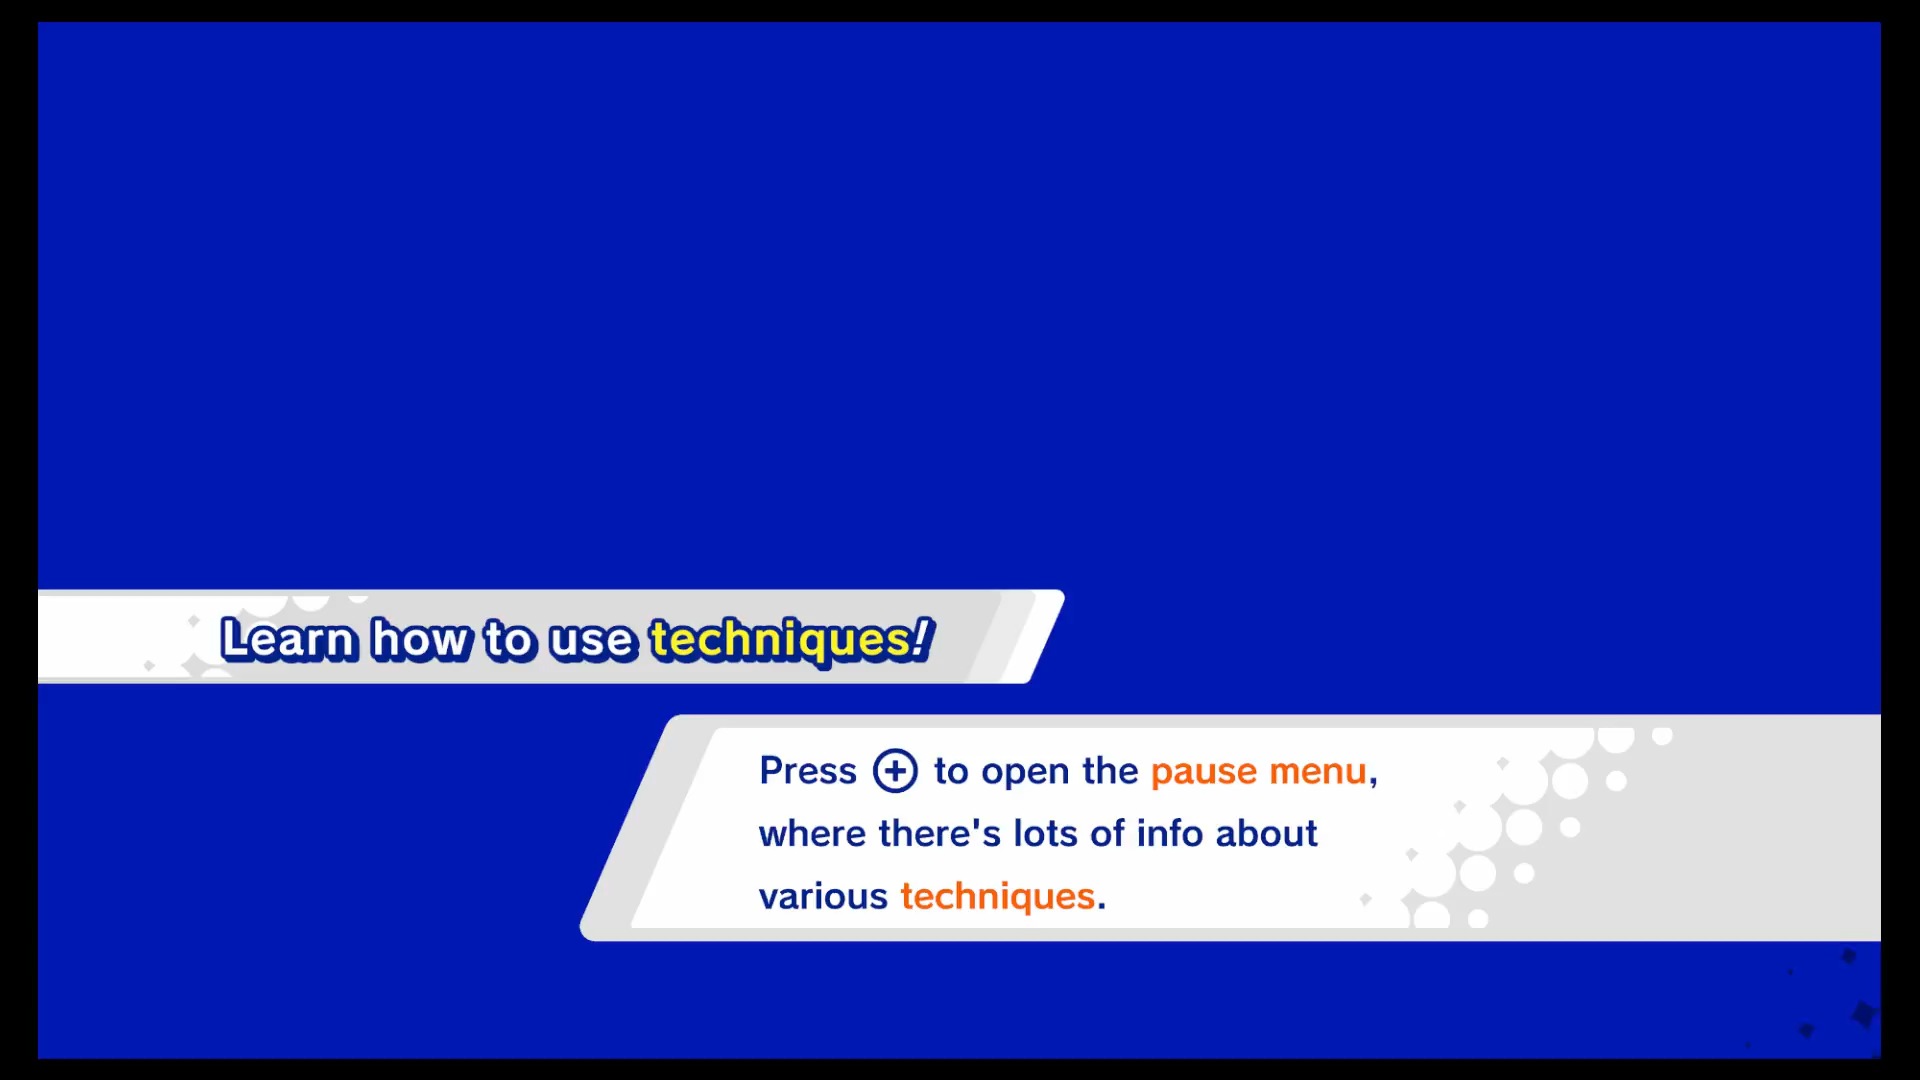 Learn how to use techniques!
Press ⊕ to open the pause menu,
where there's lots of info about
various techniques.